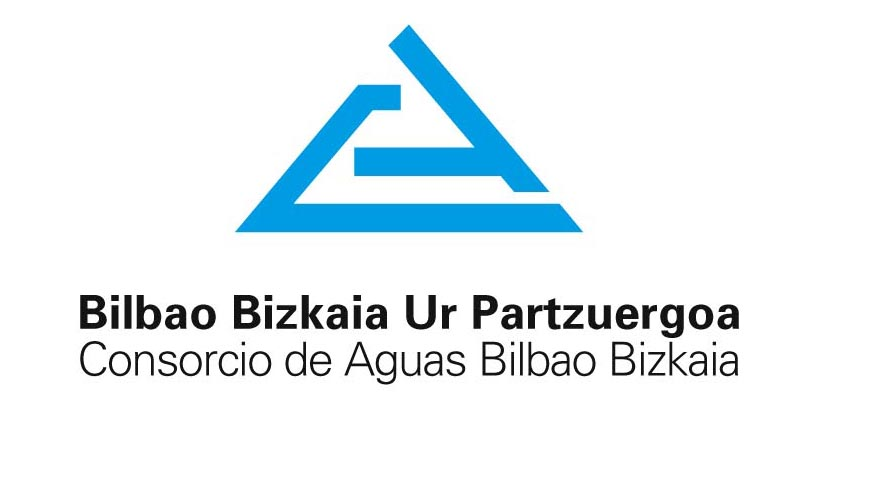 Bilbao Bizkaia Ur Partzuergoa
Consorcio de Aguas Bilbao Bizkaia